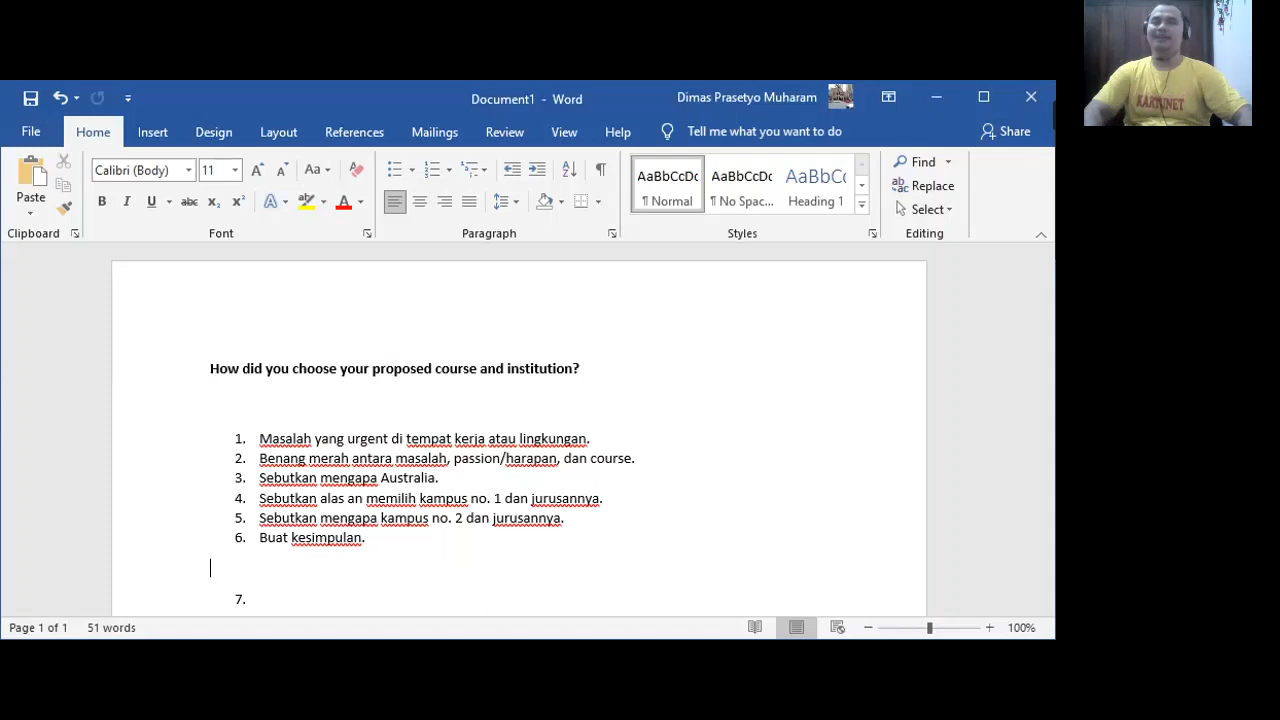 Document1 - Word
Dimas Prasetyo Muharam
File Home Insert Design Layout References Mailings Review View Help Tell me what you want to do Share
Paste
Clipboard
Calibri (Body) 11
Font
Paragraph
AaBbCcDc AaBbCcDc AaBbCc
¶ Normal ¶ No Spac... Heading 1
Styles
Find
Replace
Select
Editing
KARTUNET
How did you choose your proposed course and institution?
1. Masalah yang urgent di tempat kerja atau lingkungan.
2. Benang merah antara masalah, passion/harapan, dan course.
3. Sebutkan mengapa Australia.
4. Sebutkan alas an memilih kampus no. 1 dan jurusannya.
5. Sebutkan mengapa kampus no. 2 dan jurusannya.
6. Buat kesimpulan.
7.
Page 1 of 1 51 words
100%